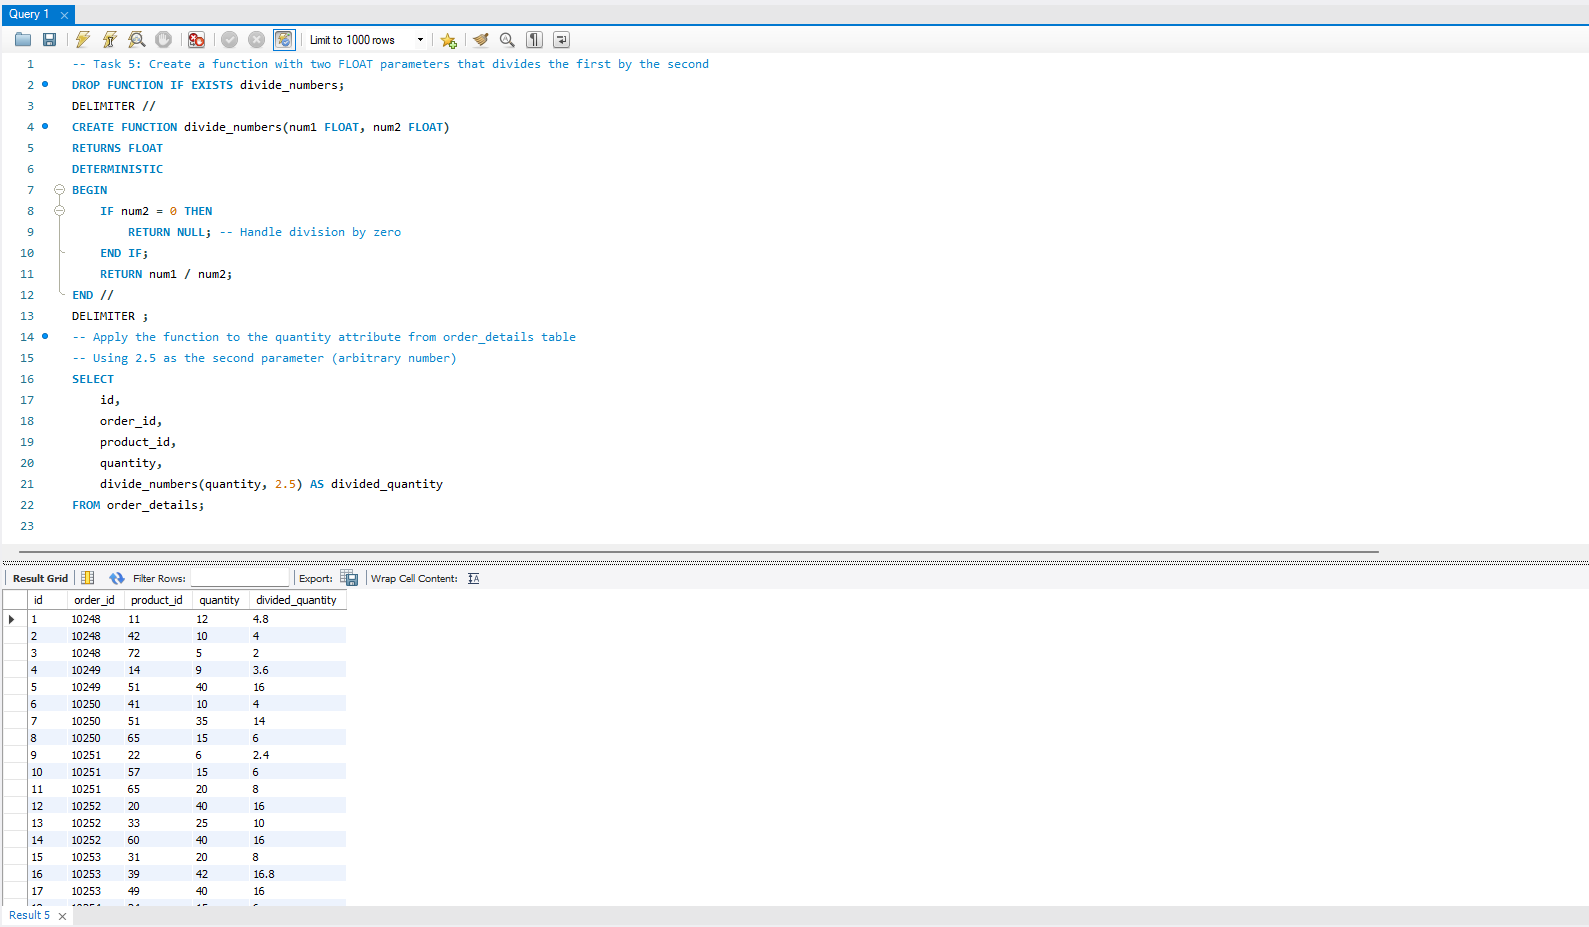 Query 1
Limit to 1000 rows
1 -- Task 5: Create a function with two FLOAT parameters that divides the first by the second
2 DROP FUNCTION IF EXISTS divide_numbers;
3 DELIMITER //
4 CREATE FUNCTION divide_numbers(num1 FLOAT, num2 FLOAT)
5 RETURNS FLOAT
6 DETERMINISTIC
7 BEGIN
8 IF num2 = 0 THEN
9 RETURN NULL; -- Handle division by zero
10 END IF;
11 RETURN num1 / num2;
12 END //
13 DELIMITER ;
14 -- Apply the function to the quantity attribute from order_details table
15 -- Using 2.5 as the second parameter (arbitrary number)
16 SELECT
17 id,
18 order_id,
19 product_id,
20 quantity,
21 divide_numbers(quantity, 2.5) AS divided_quantity
22 FROM order_details;
23
Result Grid Filter Rows: Export: Wrap Cell Content:
id order_id product_id quantity divided_quantity
1 10248 11 12 4.8
2 10248 42 10 4
3 10248 72 5 2
4 10249 14 9 3.6
5 10249 51 40 16
6 10250 41 10 4
7 10250 51 35 14
8 10250 65 15 6
9 10251 22 6 2.4
10 10251 57 15 6
11 10251 65 20 8
12 10252 20 40 16
13 10252 33 25 10
14 10252 60 40 16
15 10253 31 20 8
16 10253 39 42 16.8
17 10253 49 40 16
Result 5